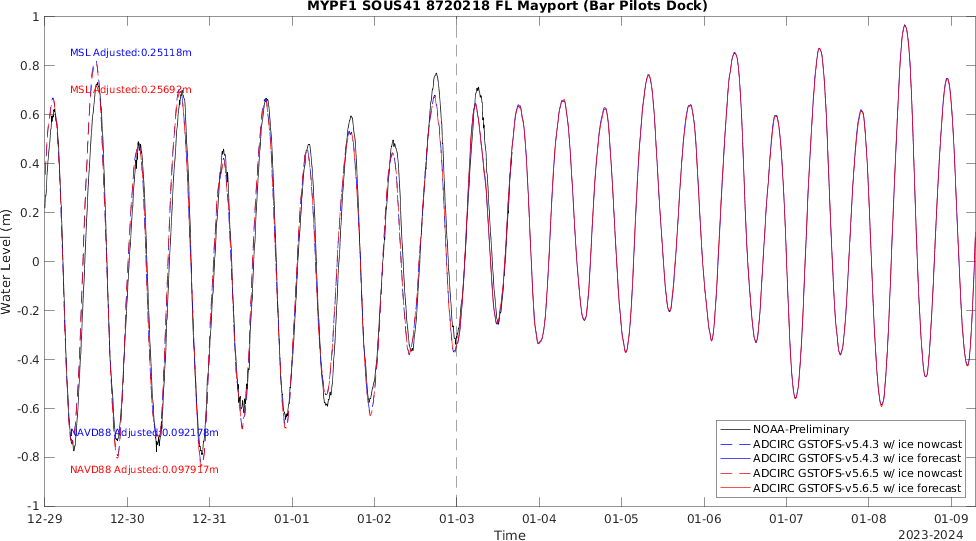 MYPF1 SOUS41 8720218 FL Mayport (Bar Pilots Dock)
Water Level (m)
1
0.8
0.6
0.4
0.2
0
-0.2
-0.4
-0.6
-0.8
-1
MSL Adjusted:0.25118m
MSL Adjusted:0.25692m
NAVD88 Adjusted:0.092178m
NAVD88 Adjusted:0.097917m
NOAA-Preliminary
ADCIRC GSTOFS-v5.4.3 w/ ice nowcast
ADCIRC GSTOFS-v5.4.3 w/ ice forecast
ADCIRC GSTOFS-v5.6.5 w/ ice nowcast
ADCIRC GSTOFS-v5.6.5 w/ ice forecast
12-29 12-30 12-31 01-01 01-02 01-03 01-04 01-05 01-06 01-07 01-08 01-09
Time
2023-2024